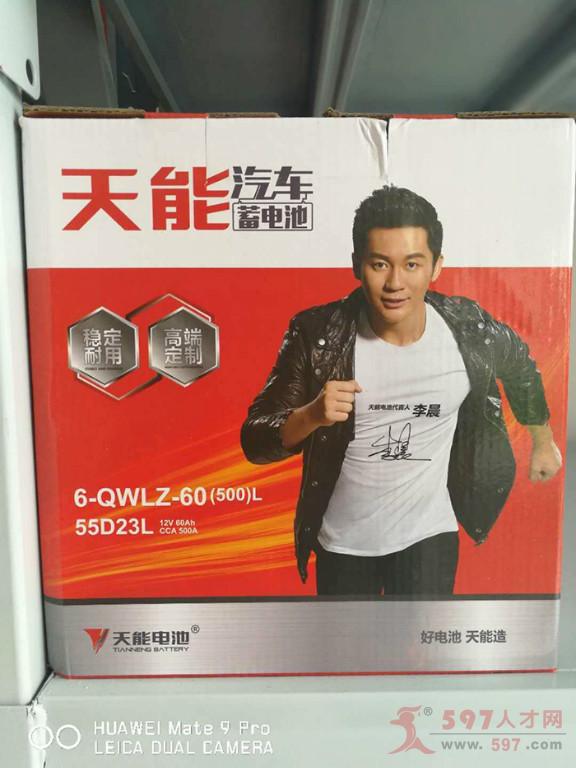 天能汽车
蓄电池
稳定
耐用
高端
定制
天能电池代言人 李晨
6-QWLZ-60(500)L
55D23L 12V 60Ah
CCA 500A
天能电池®
TIANNENG BATTERY
好电池 天能造
HUAWEI Mate 9 Pro
LEICA DUAL CAMERA
®597人才网
www.597.com